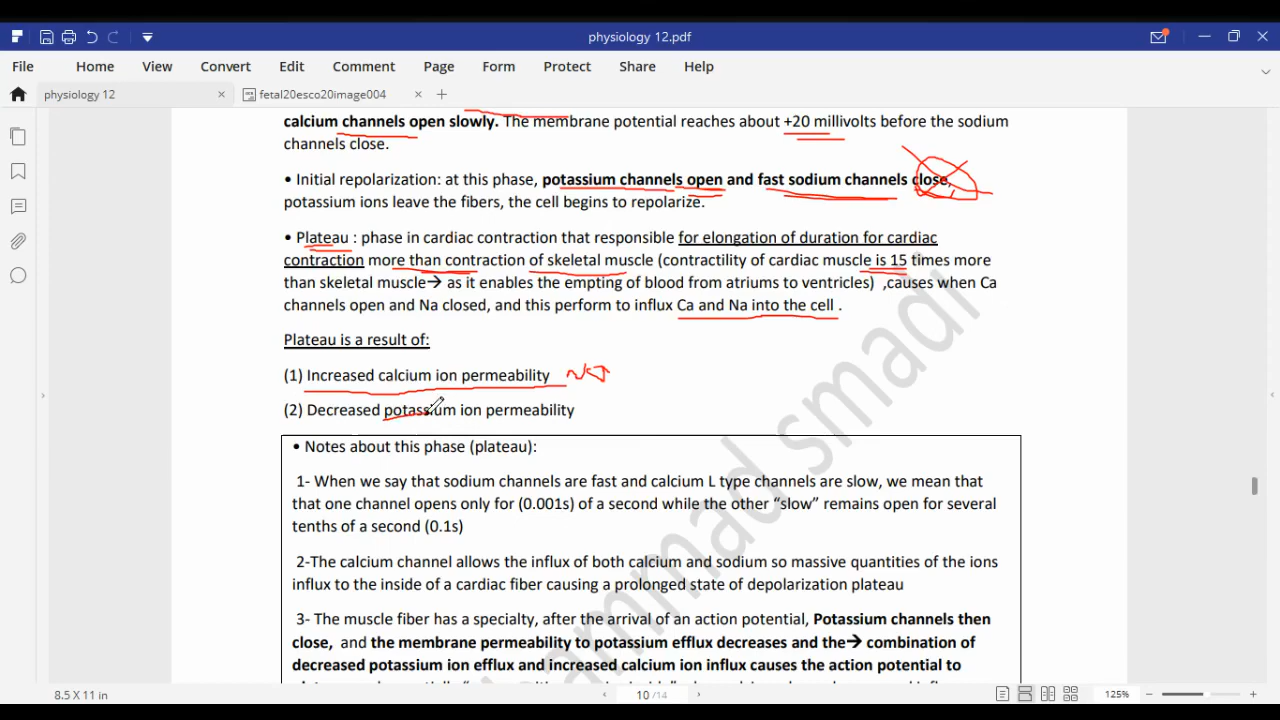 physiology 12.pdf
File Home View Convert Edit Comment Page Form Protect Help Share
physiology 12 × fetal20esco20image004 × +
calcium channels open slowly. The membrane potential reaches about +20 millivolts before the sodium
channels close.
• Initial repolarization: at this phase, potassium channels open and fast sodium channels close,
potassium ions leave the fibers, the cell begins to repolarize.
• Plateau : phase in cardiac contraction that responsible for elongation of duration for cardiac
contraction more than contraction of skeletal muscle (contractility of cardiac muscle is 15 times more
than skeletal muscle→ as it enables the empting of blood from atriums to ventricles) ,causes when Ca
channels open and Na closed, and this perform to influx Ca and Na into the cell .
Plateau is a result of:
(1) Increased calcium ion permeability
(2) Decreased potassium ion permeability
• Notes about this phase (plateau):
1- When we say that sodium channels are fast and calcium L type channels are slow, we mean that
that one channel opens only for (0.001s) of a second while the other “slow” remains open for several
tenths of a second (0.1s)
2-The calcium channel allows the influx of both calcium and sodium so massive quantities of the ions
influx to the inside of a cardiac fiber causing a prolonged state of depolarization plateau
3- The muscle fiber has a specialty, after the arrival of an action potential, Potassium channels then
close, and the membrane permeability to potassium efflux decreases and the→ combination of
decreased potassium ion efflux and increased calcium ion influx causes the action potential to
ammad smadi
8.5 X 11 in 10 /14 125%